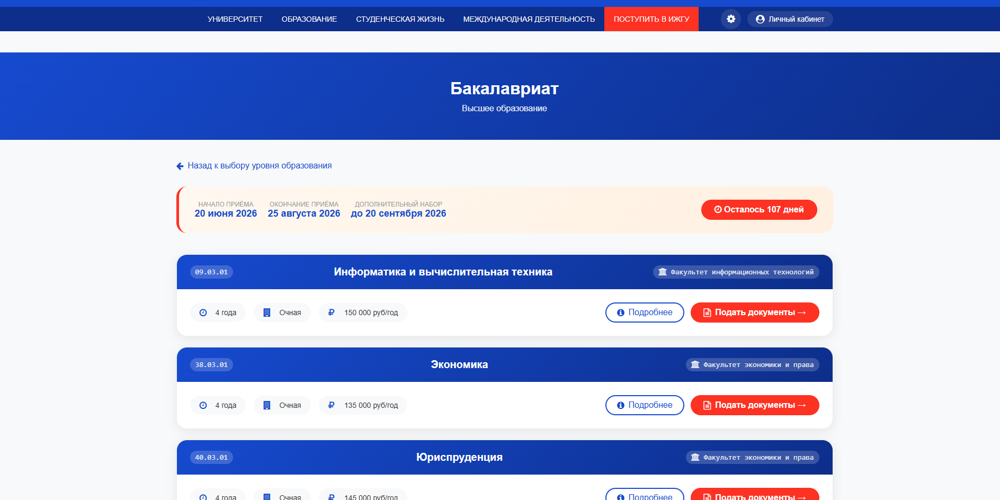 УНИВЕРСИТЕТ ОБРАЗОВАНИЕ СТУДЕНЧЕСКАЯ ЖИЗНЬ МЕЖДУНАРОДНАЯ ДЕЯТЕЛЬНОСТЬ ПОСТУПИТЬ В ИЖГУ Личный кабинет
Бакалавриат
Высшее образование
Назад к выбору уровня образования
НАЧАЛО ПРИЁМА ОКОНЧАНИЕ ПРИЁМА ДОПОЛНИТЕЛЬНЫЙ НАБОР
20 июня 2026 25 августа 2026 до 20 сентября 2026
Осталось 107 дней
09.03.01 Информатика и вычислительная техника Факультет информационных технологий
4 года Очная 150 000 руб/год Подробнее Подать документы →
38.03.01 Экономика Факультет экономики и права
4 года Очная 135 000 руб/год Подробнее Подать документы →
40.03.01 Юриспруденция Факультет экономики и права
4 года Очная 145 000 руб/год Подробнее Подать документы →